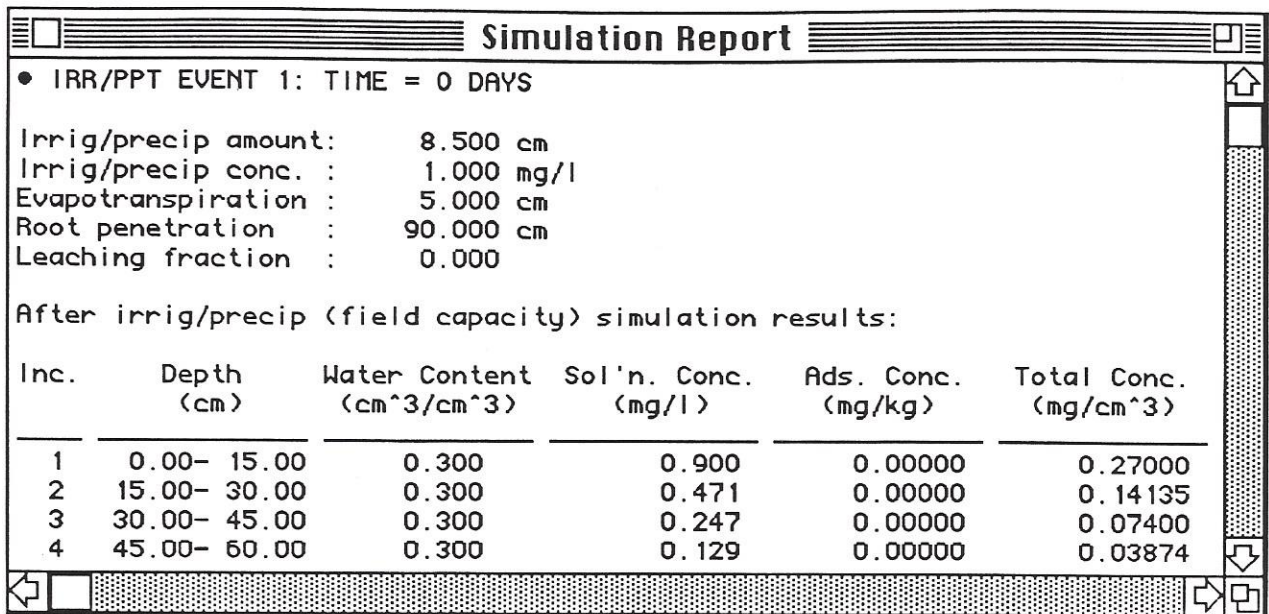 Simulation Report
• IRR/PPT EVENT 1: TIME = 0 DAYS
Irrig/precip amount: 8.500 cm
Irrig/precip conc. : 1.000 mg/l
Evapotranspiration : 5.000 cm
Root penetration : 90.000 cm
Leaching fraction : 0.000
After irrig/precip (field capacity) simulation results:
Inc. Depth Water Content Sol'n. Conc. Ads. Conc. Total Conc.
(cm) (cm^3/cm^3) (mg/l) (mg/kg) (mg/cm^3)
1 0.00- 15.00 0.300 0.900 0.00000 0.27000
2 15.00- 30.00 0.300 0.471 0.00000 0.14135
3 30.00- 45.00 0.300 0.247 0.00000 0.07400
4 45.00- 60.00 0.300 0.129 0.00000 0.03874